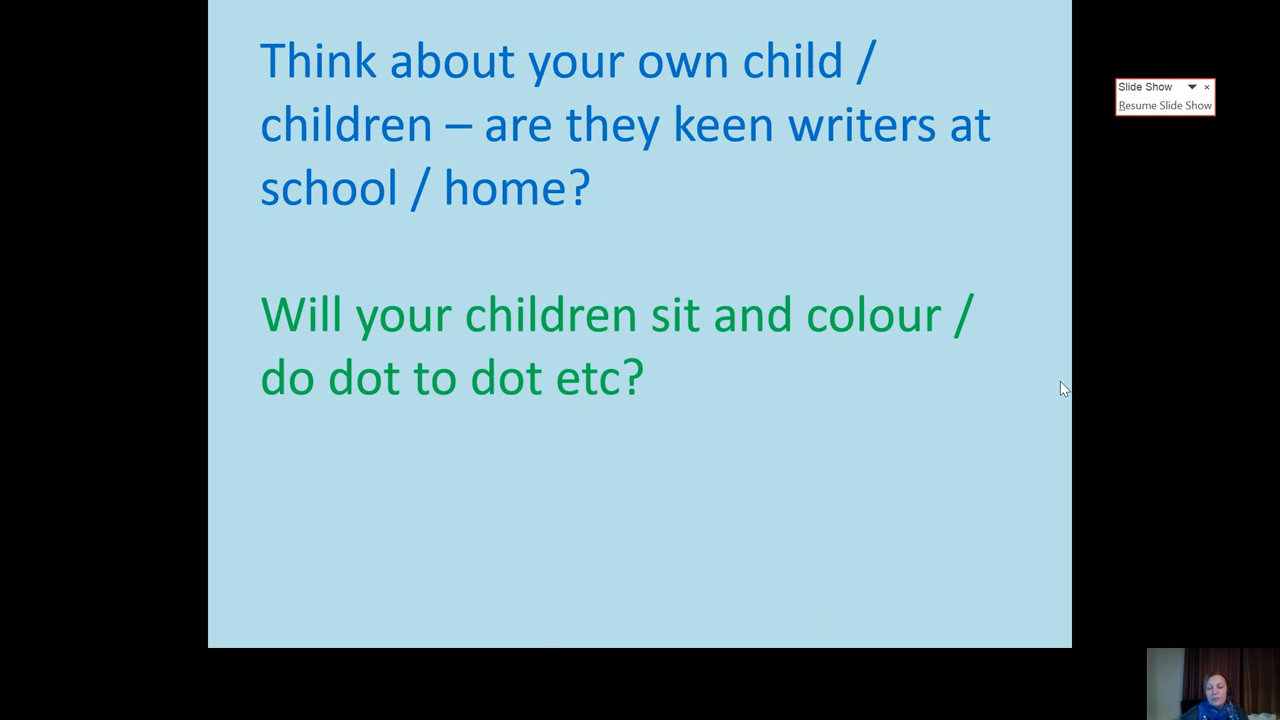 Think about your own child /
children – are they keen writers at
school / home?
Will your children sit and colour /
do dot to dot etc?
Slide Show
Resume Slide Show